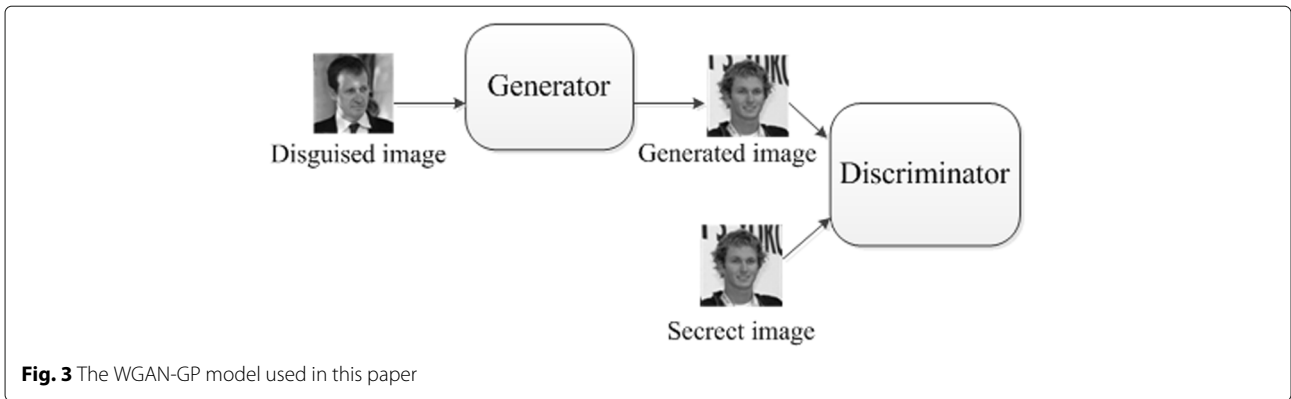 Generator
Disguised image
Generated image
Discriminator
Secrect image
Fig. 3 The WGAN-GP model used in this paper